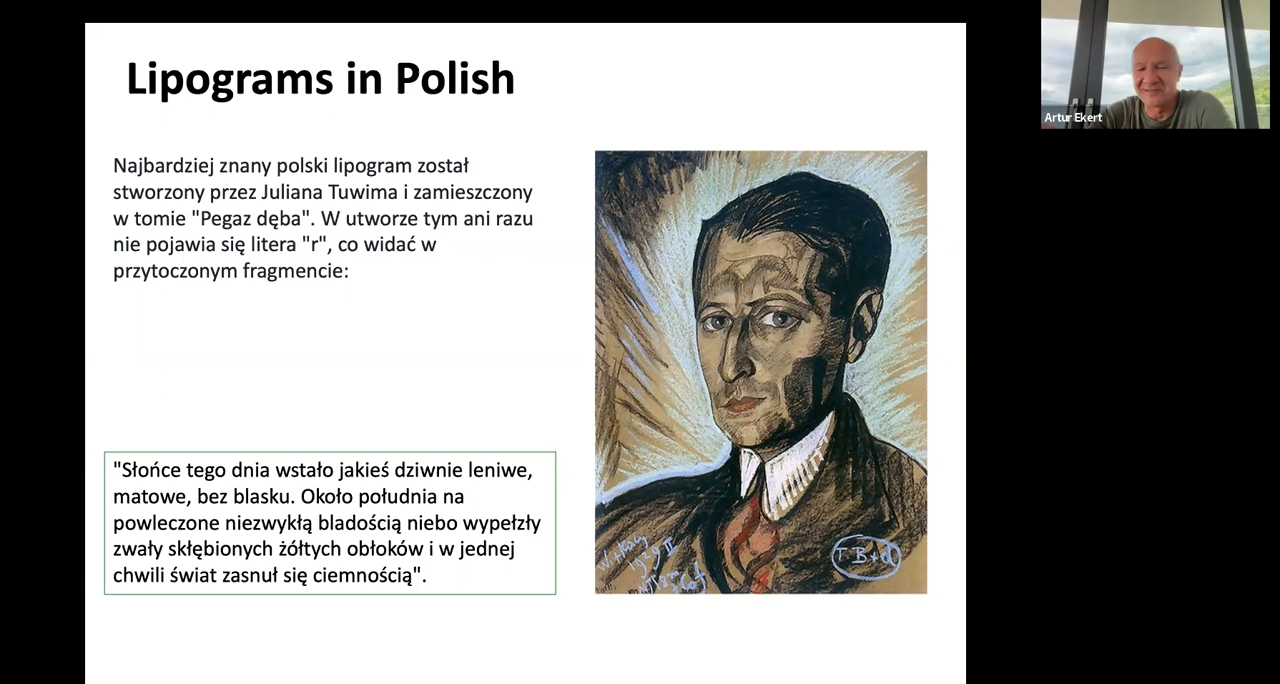 Lipograms in Polish
Artur Ekert
Najbardziej znany polski lipogram został
stworzony przez Juliana Tuwima i zamieszczony
w tomie "Pegaz dęba". W utworze tym ani razu
nie pojawia się litera "r", co widać w
przytoczonym fragmencie:
"Słońce tego dnia wstało jakieś dziwnie leniwe,
matowe, bez blasku. Około południa na
powleczone niezwykłą bladością niebo wypełzły
zwały skłębionych żółtych obłoków i w jednej
chwili świat zasnuł się ciemnością".
Witkacy
1929 II
T B+d